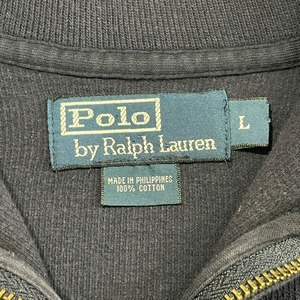 Polo
by Ralph Lauren
L
MADE IN PHILIPPINES
100% COTTON